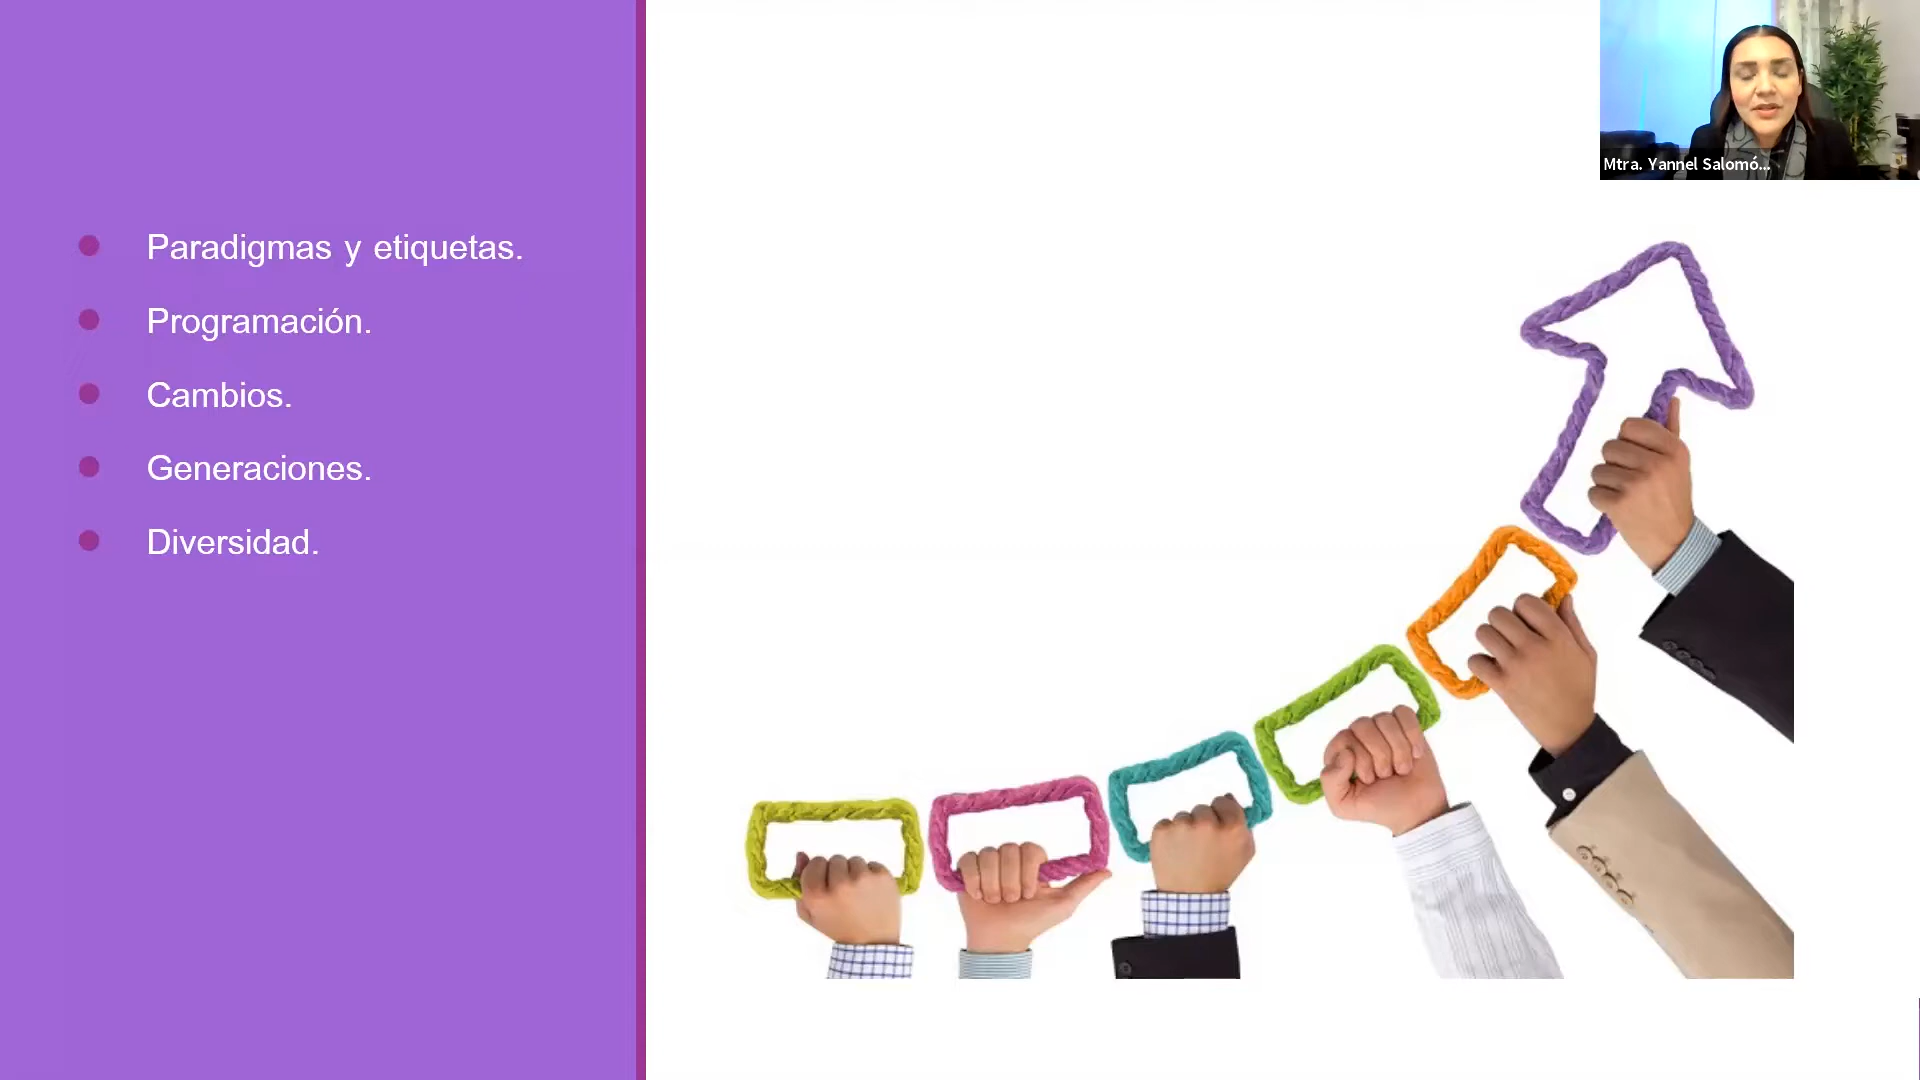 Paradigmas y etiquetas.
Programación.
Cambios.
Generaciones.
Diversidad.
Mtra. Yannel Salomó...